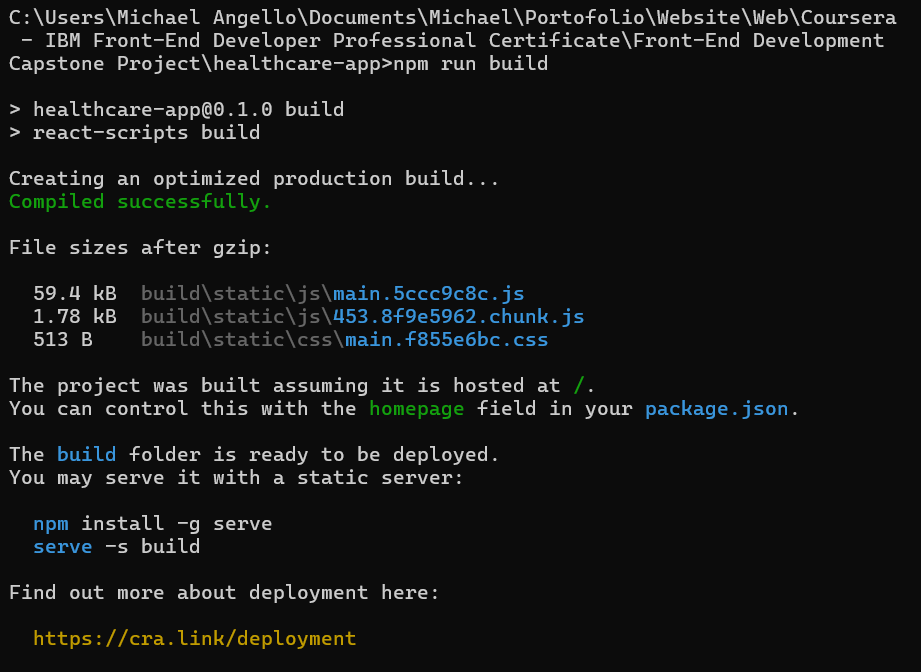 C:\Users\Michael Angello\Documents\Michael\Portofolio\Website\Web\Coursera
- IBM Front-End Developer Professional Certificate\Front-End Development
Capstone Project\healthcare-app>npm run build
> healthcare-app@0.1.0 build
> react-scripts build
Creating an optimized production build...
Compiled successfully.
File sizes after gzip:
59.4 kB  build\static\js\main.5ccc9c8c.js
1.78 kB  build\static\js\453.8f9e5962.chunk.js
513 B    build\static\css\main.f855e6bc.css
The project was built assuming it is hosted at /.
You can control this with the homepage field in your package.json.
The build folder is ready to be deployed.
You may serve it with a static server:
npm install -g serve
serve -s build
Find out more about deployment here:
https://cra.link/deployment